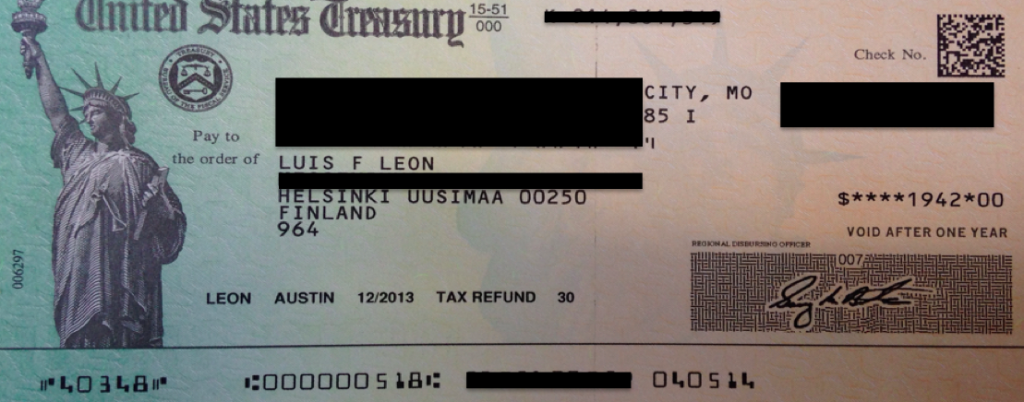 United States Treasury 15-51
000
Check No.
CITY, MO
85 I
Pay to
the order of
LUIS F LEON
HELSINKI UUSIMAA 00250
FINLAND
964
$****1942*00
VOID AFTER ONE YEAR
REGIONAL DISBURSING OFFICER
007
006297
LEON AUSTIN 12/2013 TAX REFUND 30
⑈40348⑈ ⑆000000518⑆ 040514